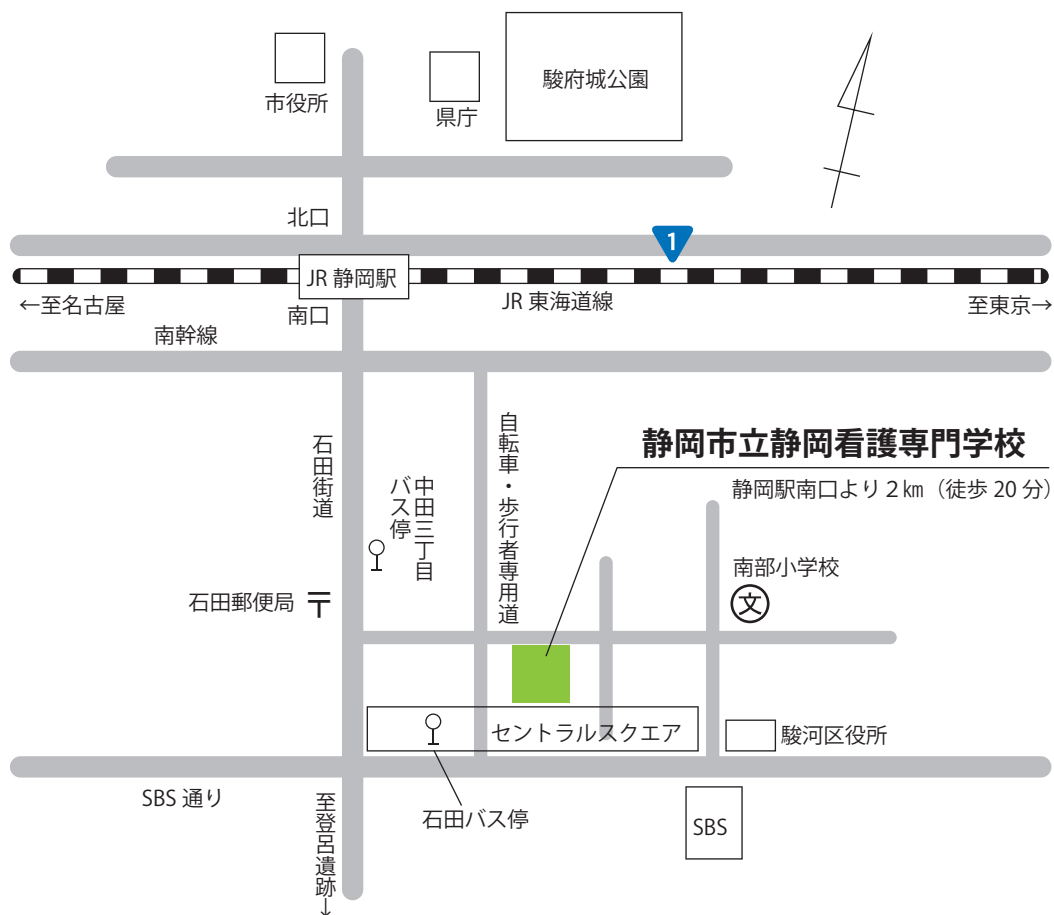 市役所
県庁
駿府城公園
北口
1
JR 静岡駅
←至名古屋
南口
JR 東海道線
至東京→
南幹線
石田街道
中田三丁目
バス停
自転車・歩行者専用道
静岡市立静岡看護専門学校
静岡駅南口より2㎞（徒歩 20 分）
南部小学校
文
石田郵便局 〒
セントラルスクエア
駿河区役所
SBS 通り
至登呂遺跡→
石田バス停
SBS